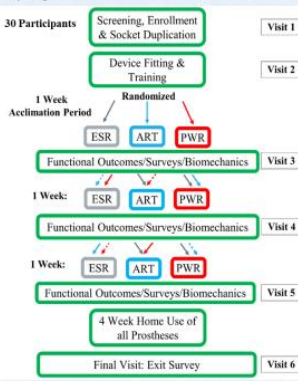 30 Participants
Screening, Enrollment
& Socket Duplication
Visit 1
Device Fitting &
Training
Visit 2
Randomized
1 Week
Acclimation Period
ESR ART PWR
Functional Outcomes/Surveys/Biomechanics
Visit 3
1 Week:
ESR ART PWR
Functional Outcomes/Surveys/Biomechanics
Visit 4
1 Week:
ESR ART PWR
Functional Outcomes/Surveys/Biomechanics
Visit 5
4 Week Home Use of
all Prostheses
Final Visit: Exit Survey
Visit 6